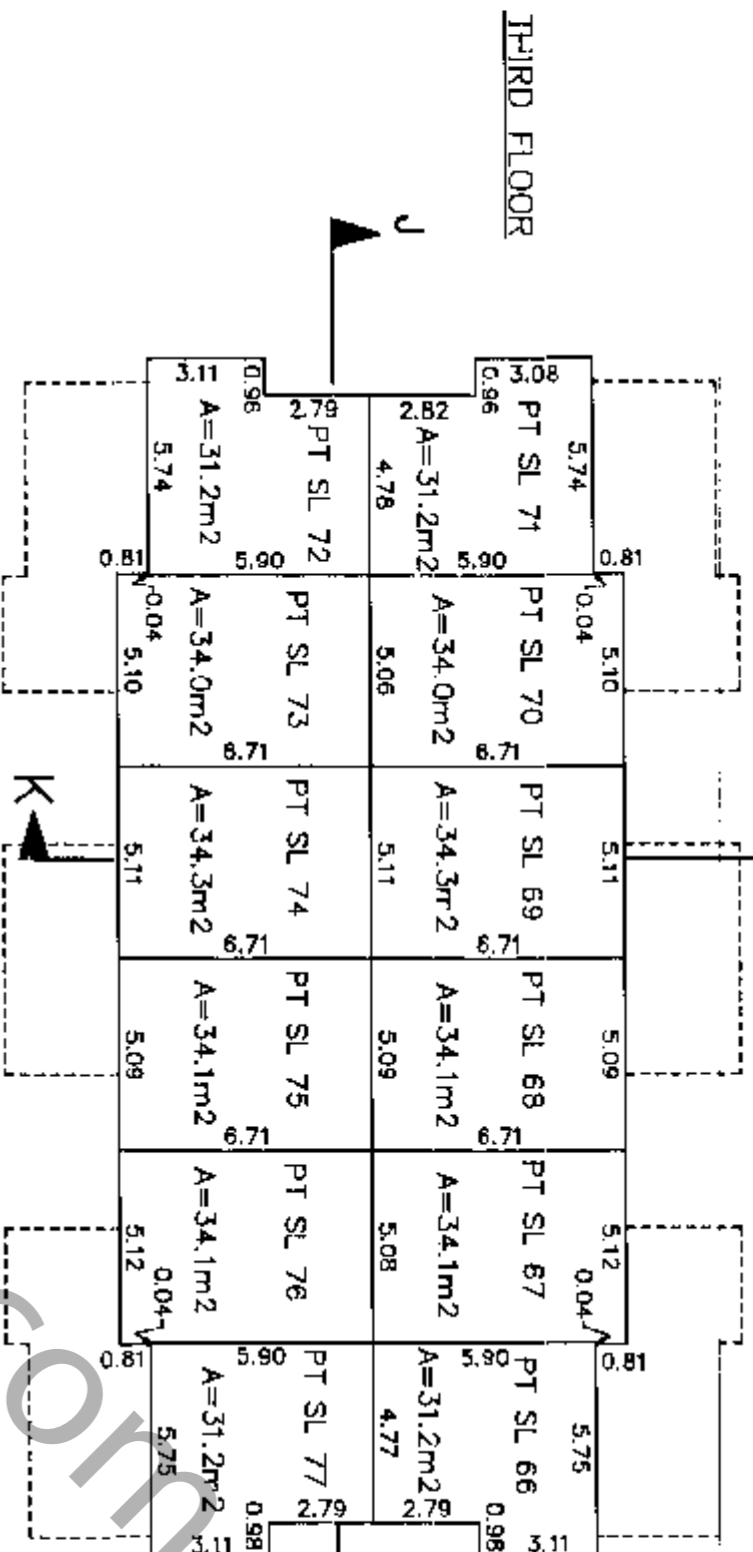 THIRD FLOOR
J
3.11
0.96
2.79
2.82
0.96
3.08
5.74
A=31.2m2
PT SL 72
4.78
A=31.2m2
PT SL 71
5.74
0.81
5.90
5.90
0.81
0.04
0.04
5.10
A=34.0m2
PT SL 73
5.06
A=34.0m2
PT SL 70
5.10
6.71
6.71
K
5.11
A=34.3m2
PT SL 74
5.11
A=34.3m2
PT SL 69
5.11
6.71
6.71
5.09
A=34.1m2
PT SL 75
5.09
A=34.1m2
PT SL 68
5.09
6.71
6.71
5.12
A=34.1m2
PT SL 76
5.08
A=34.1m2
PT SL 67
5.12
0.04
0.04
0.81
5.90
5.90
0.81
5.75
A=31.2m2
PT SL 77
4.77
A=31.2m2
PT SL 66
5.75
3.11
0.98
2.79
2.79
0.98
3.11
com